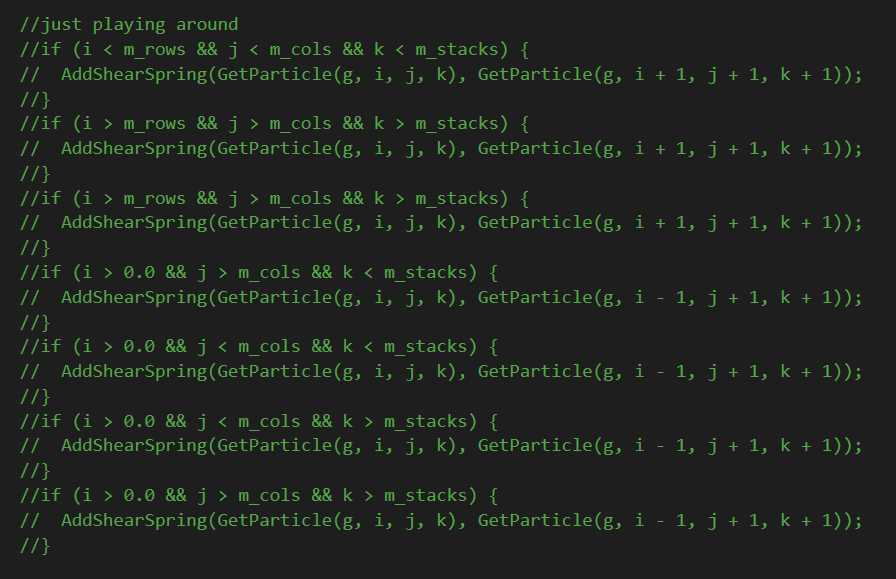 //just playing around
//if (i < m_rows && j < m_cols && k < m_stacks) {
//  AddShearSpring(GetParticle(g, i, j, k), GetParticle(g, i + 1, j + 1, k + 1));
//}
//if (i > m_rows && j > m_cols && k > m_stacks) {
//  AddShearSpring(GetParticle(g, i, j, k), GetParticle(g, i + 1, j + 1, k + 1));
//}
//if (i > m_rows && j > m_cols && k > m_stacks) {
//  AddShearSpring(GetParticle(g, i, j, k), GetParticle(g, i + 1, j + 1, k + 1));
//}
//if (i > 0.0 && j > m_cols && k < m_stacks) {
//  AddShearSpring(GetParticle(g, i, j, k), GetParticle(g, i - 1, j + 1, k + 1));
//}
//if (i > 0.0 && j < m_cols && k < m_stacks) {
//  AddShearSpring(GetParticle(g, i, j, k), GetParticle(g, i - 1, j + 1, k + 1));
//}
//if (i > 0.0 && j < m_cols && k > m_stacks) {
//  AddShearSpring(GetParticle(g, i, j, k), GetParticle(g, i - 1, j + 1, k + 1));
//}
//if (i > 0.0 && j > m_cols && k > m_stacks) {
//  AddShearSpring(GetParticle(g, i, j, k), GetParticle(g, i - 1, j + 1, k + 1));
//}